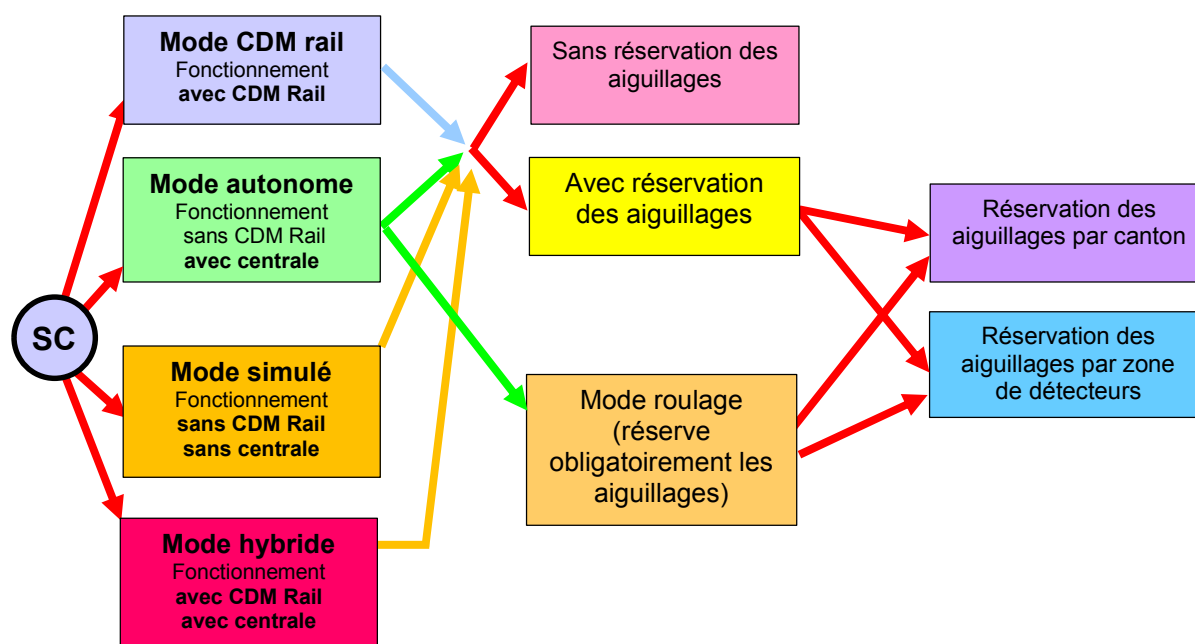 Mode CDM rail
Fonctionnement
avec CDM Rail
Sans réservation des
aiguillages
Mode autonome
Fonctionnement
sans CDM Rail
avec centrale
Avec réservation
des aiguillages
Réservation des
aiguillages par canton
SC
Mode simulé
Fonctionnement
sans CDM Rail
sans centrale
Mode roulage
(réserve
obligatoirement les
aiguillages)
Réservation des
aiguillages par zone
de détecteurs
Mode hybride
Fonctionnement
avec CDM Rail
avec centrale